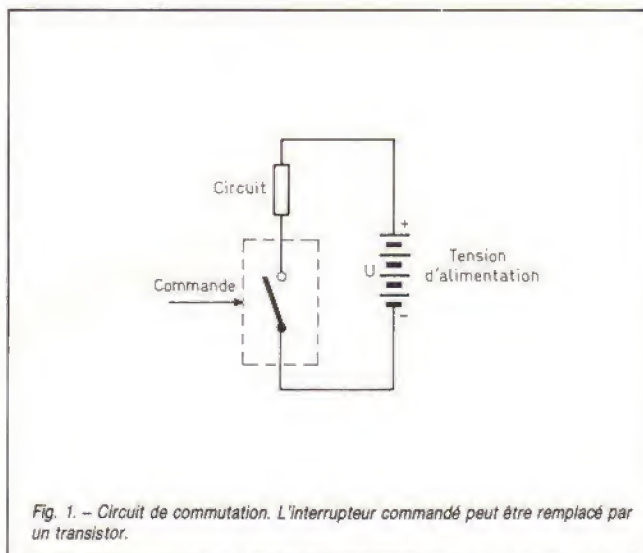 Circuit
Commande
+
U
-
Tension
d'alimentation
Fig. 1. – Circuit de commutation. L'interrupteur commandé peut être remplacé par
un transistor.